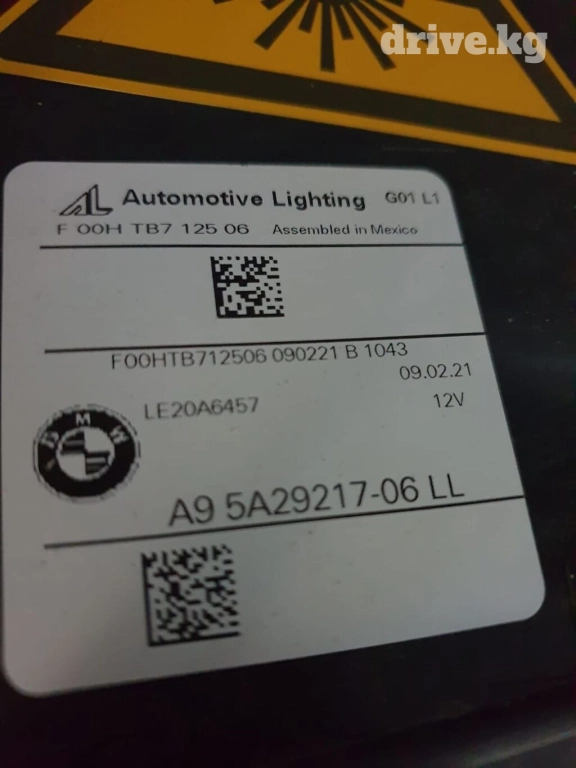 drive.kg
AL Automotive Lighting G01 L1
F 00H TB7 125 06 Assembled in Mexico
F00HTB712506 090221 B 1043
09.02.21
LE20A6457
12V
BMW
A9 5A29217-06 LL